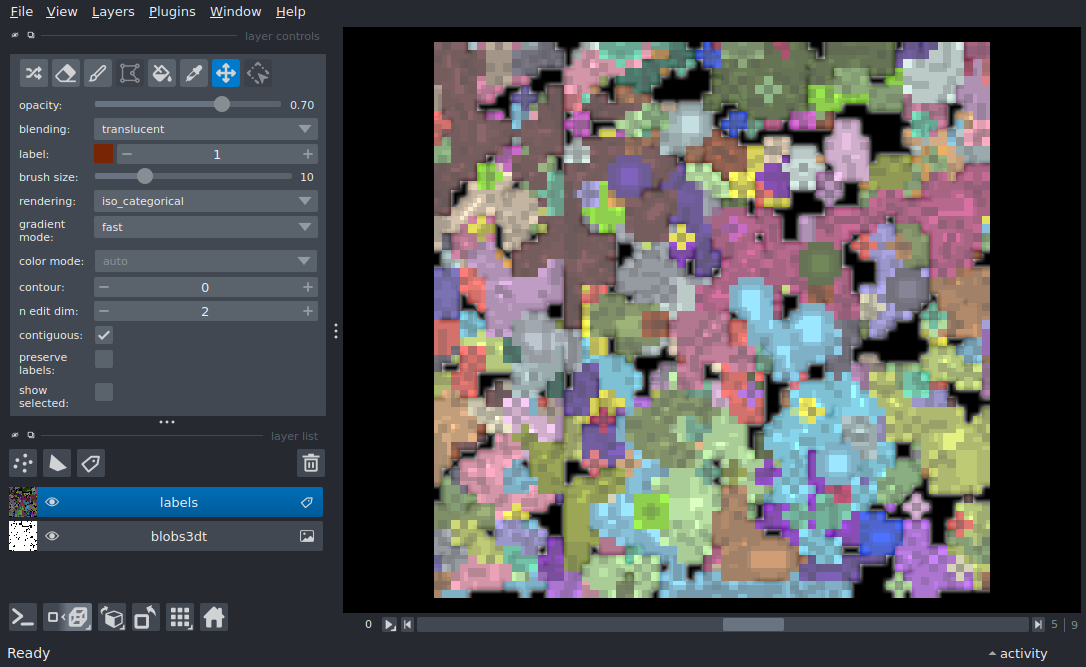 File View Layers Plugins Window Help
layer controls
opacity: 0.70
blending: translucent
label: 1
brush size: 10
rendering: iso_categorical
gradient
mode: fast
color mode: auto
contour: 0
n edit dim: 2
contiguous:
preserve
labels:
show
selected:
layer list
labels
blobs3dt
0 5 | 9
Ready activity